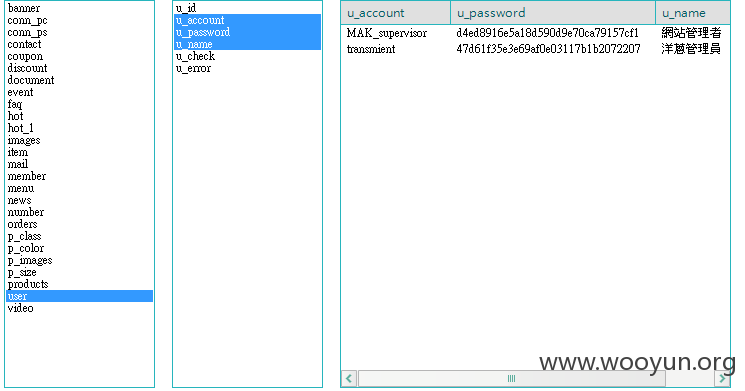 banner
conn_pc
conn_ps
contact
coupon
discount
document
event
faq
hot
hot_1
images
item
mail
member
menu
news
number
orders
p_class
p_color
p_images
p_size
products
user
video
u_id
u_account
u_password
u_name
u_check
u_error
u_account u_password u_name
MAK_supervisor d4ed8916e5a18d590d9e70ca79157cf1 網站管理者
transmient 47d61f35e3e69af0e03117b1b2072207 洋蔥管理員
www.wooyun.org